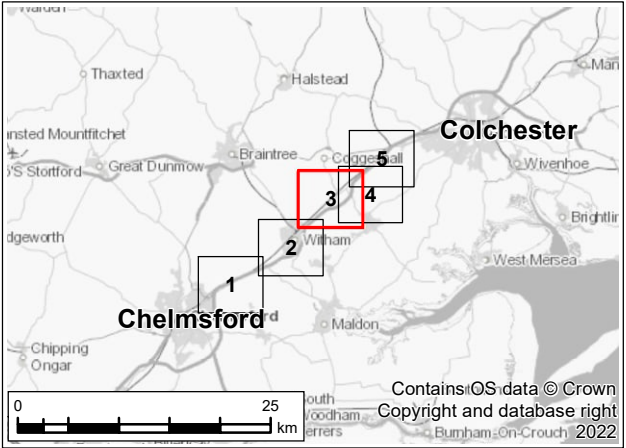 Warden
Thaxted
Halstead
Man
nsted Mountfitchet
Colchester
Braintree
Coggeshall
5
Great Dunmow
Wivenhoe
'S Stortford
4
3
Brightlin
dgeworth
2
Witham
West Mersea
1
Chelmsford
Maldon
Chipping
Ongar
Contains OS data © Crown
Copyright and database right
2022
0
25
km
outh
Woodham
errers
Burnham-On-Crouch